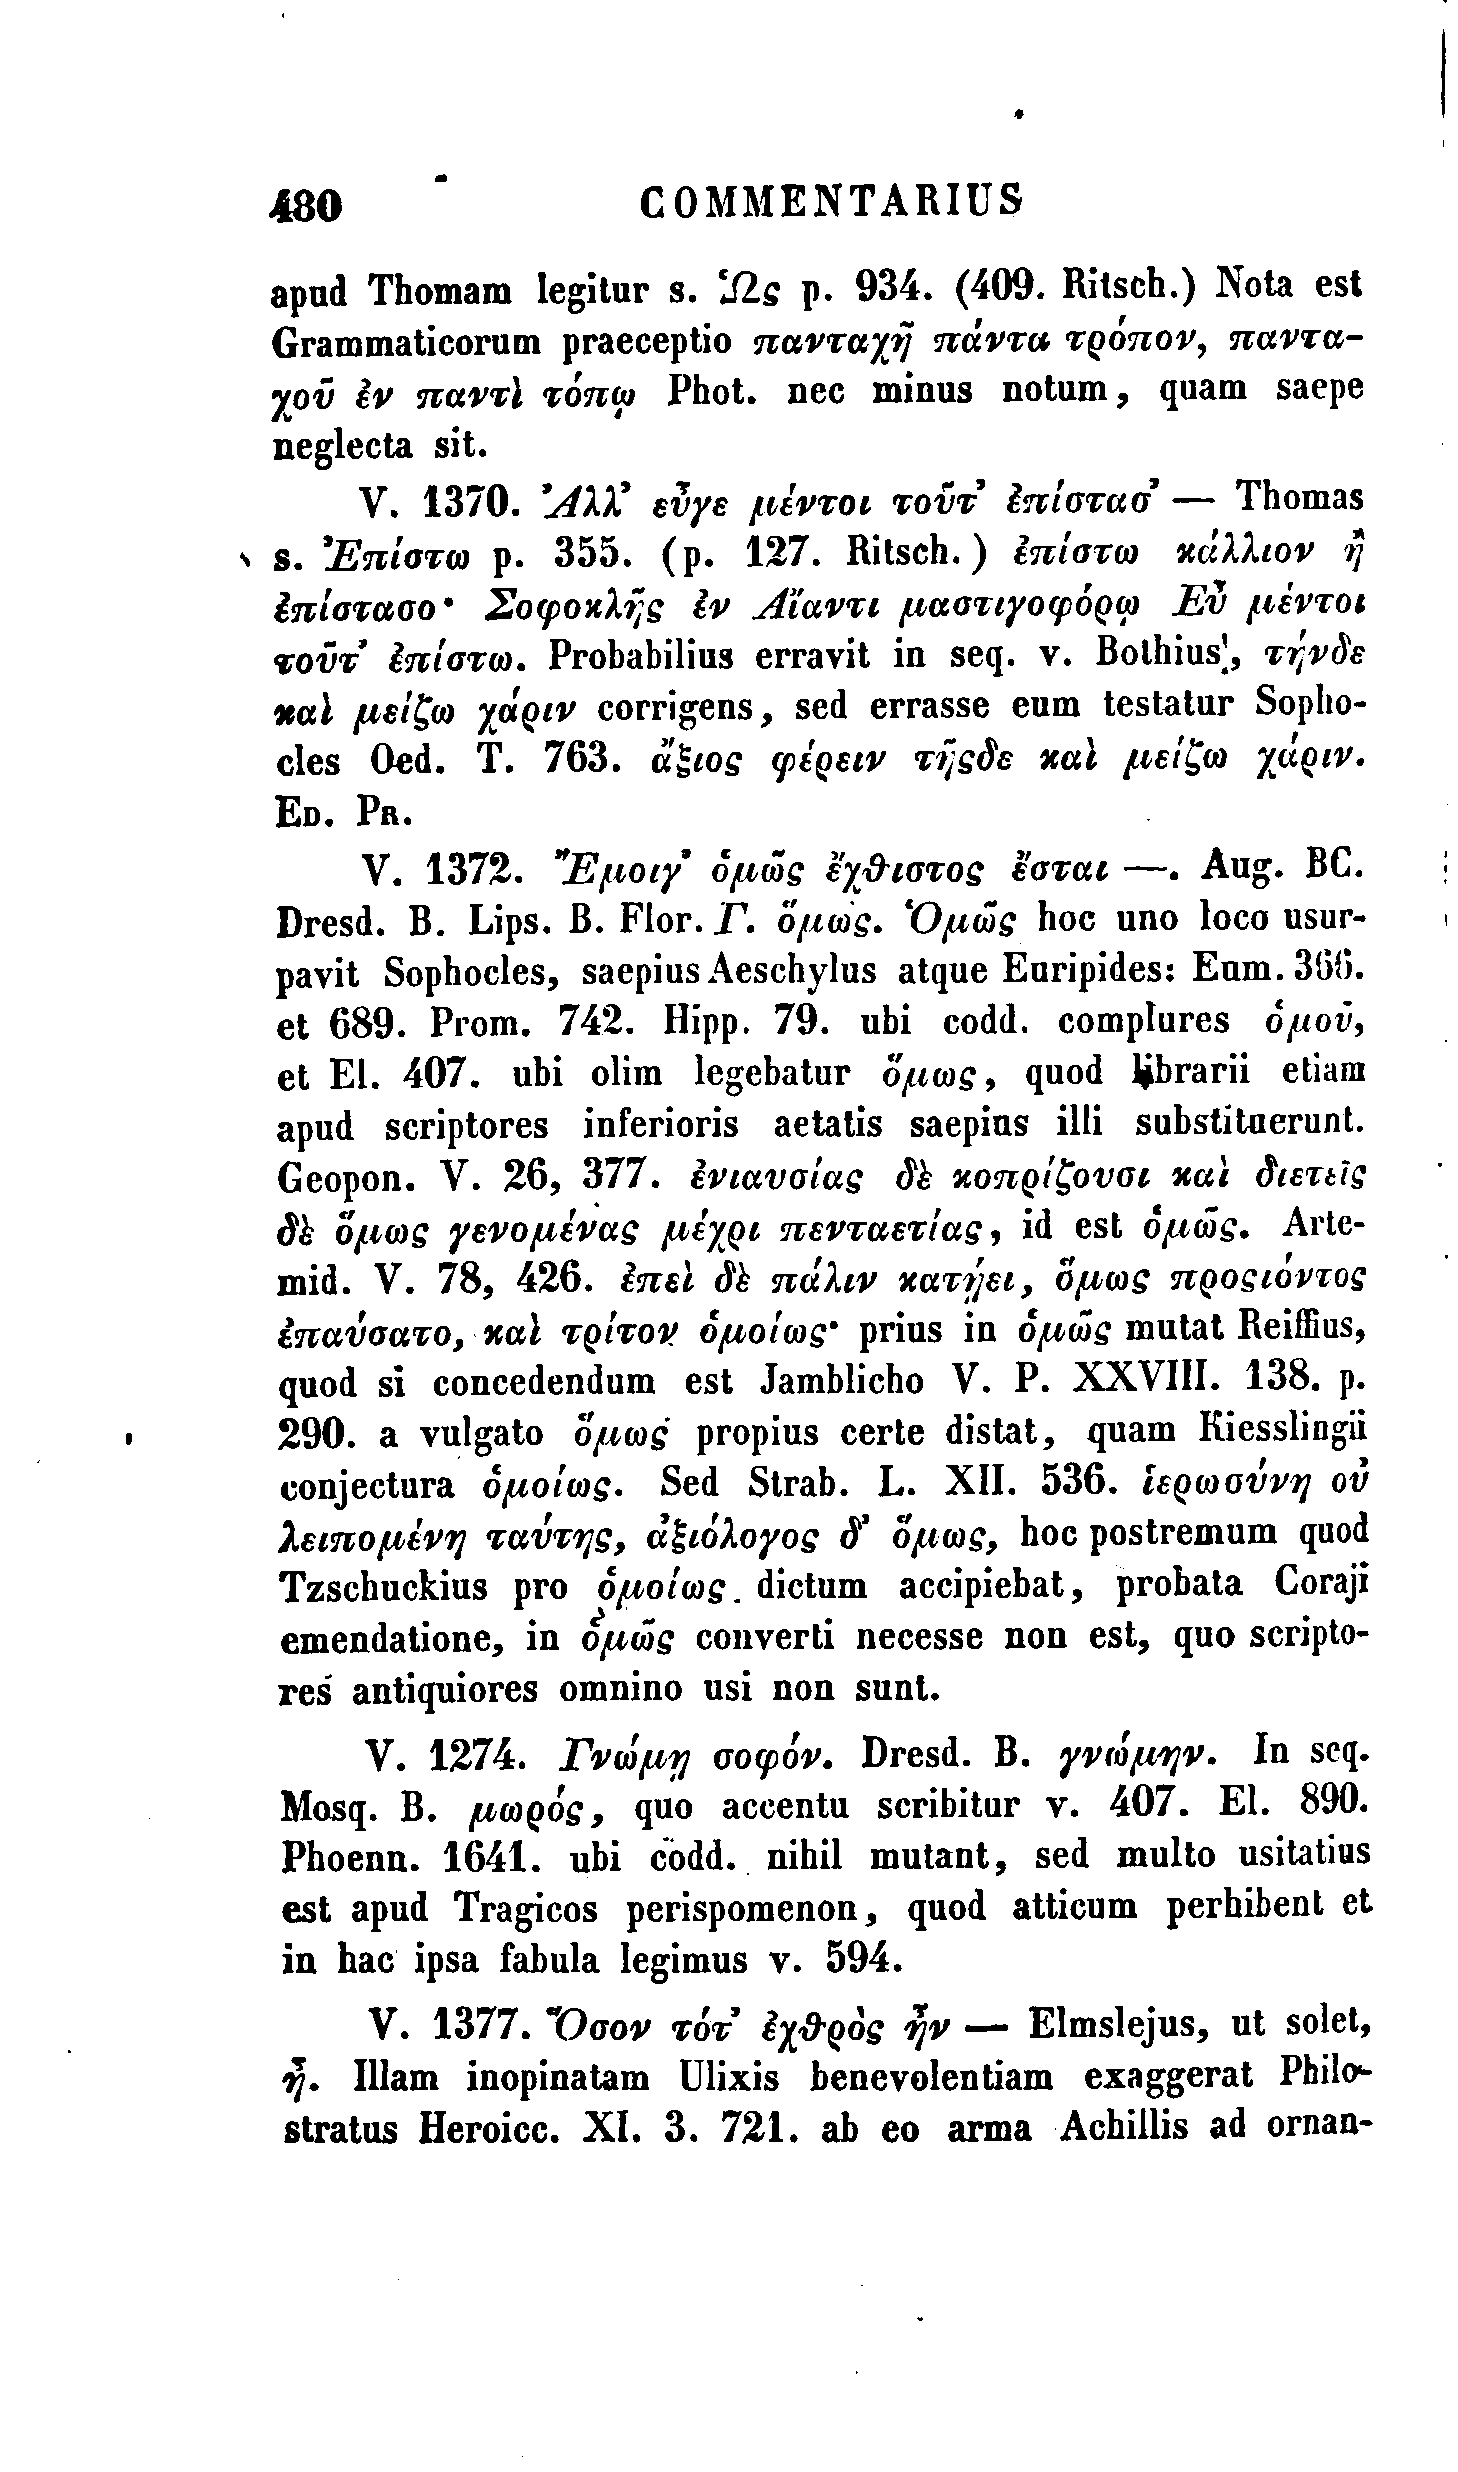 480 COMMENTARIUS
apud Thomam legitur s. Ὡς p. 934. (409. Ritsch.) Nota est
Grammaticorum praeceptio πανταχῆ πάντα τρόπον, παντα-
χοῦ ἐν παντὶ τόπῳ Phot. nec minus notum, quam saepe
neglecta sit.
V. 1370. Ἀλλ’ εὖγε μέντοι τοῦτ’ ἐπίστασ’ — Thomas
s. Ἐπίστω p. 355. (p. 127. Ritsch.) ἐπίστω κάλλιον ἢ
ἐπίστασο· Σοφοκλῆς ἐν Αἴαντι μαστιγοφόρῳ Εὖ μέντοι
τοῦτ’ ἐπίστω. Probabilius erravit in seq. v. Bothius, τήνδε
καὶ μείζω χάριν corrigens, sed errasse eum testatur Sopho-
cles Oed. T. 763. ἄξιος φέρειν τῆςδε καὶ μείζω χάριν.
Ed. Pr.
V. 1372. Ἔμοιγ’ ὁμῶς ἔχθιστος ἔσται —. Aug. BC.
Dresd. B. Lips. B. Flor. Γ. ὅμως. Ὁμῶς hoc uno loco usur-
pavit Sophocles, saepius Aeschylus atque Euripides: Eum. 366.
et 689. Prom. 742. Hipp. 79. ubi codd. complures ὁμοῦ,
et El. 407. ubi olim legebatur ὅμως, quod librarii etiam
apud scriptores inferioris aetatis saepius illi substituerunt.
Geopon. V. 26, 377. ἐνιαυσίας δὲ κοπρίζουσι καὶ διετεῖς
δὲ ὅμως γενομένας μέχρι πενταετίας, id est ὁμῶς. Arte-
mid. V. 78, 426. ἐπεὶ δὲ πάλιν κατῄει, ὅμως προςιόντος
ἐπαύσατο, καὶ τρίτον ὁμοίως· prius in ὁμῶς mutat Reiffius,
quod si concedendum est Jamblicho V. P. XXVIII. 138. p.
290. a vulgato ὅμως propius certe distat, quam Kiesslingii
conjectura ὁμοίως. Sed Strab. L. XII. 536. ἱερωσύνη οὐ
λειπομένη ταύτης, ἀξιόλογος δ’ ὅμως, hoc postremum quod
Tzschuckius pro ὁμοίως dictum accipiebat, probata Coraji
emendatione, in ὁμῶς converti necesse non est, quo scripto-
res antiquiores omnino usi non sunt.
V. 1274. Γνώμῃ σοφόν. Dresd. B. γνώμην. In seq.
Mosq. B. μωρός, quo accentu scribitur v. 407. El. 890.
Phoenn. 1641. ubi codd. nihil mutant, sed multo usitatius
est apud Tragicos perispomenon, quod atticum perhibent et
in hac ipsa fabula legimus v. 594.
V. 1377. Ὅσον τότ’ ἐχθρὸς ἦν — Elmslejus, ut solet,
ἦ. Illam inopinatam Ulixis benevolentiam exaggerat Philo-
stratus Heroicc. XI. 3. 721. ab eo arma Achillis ad ornan-